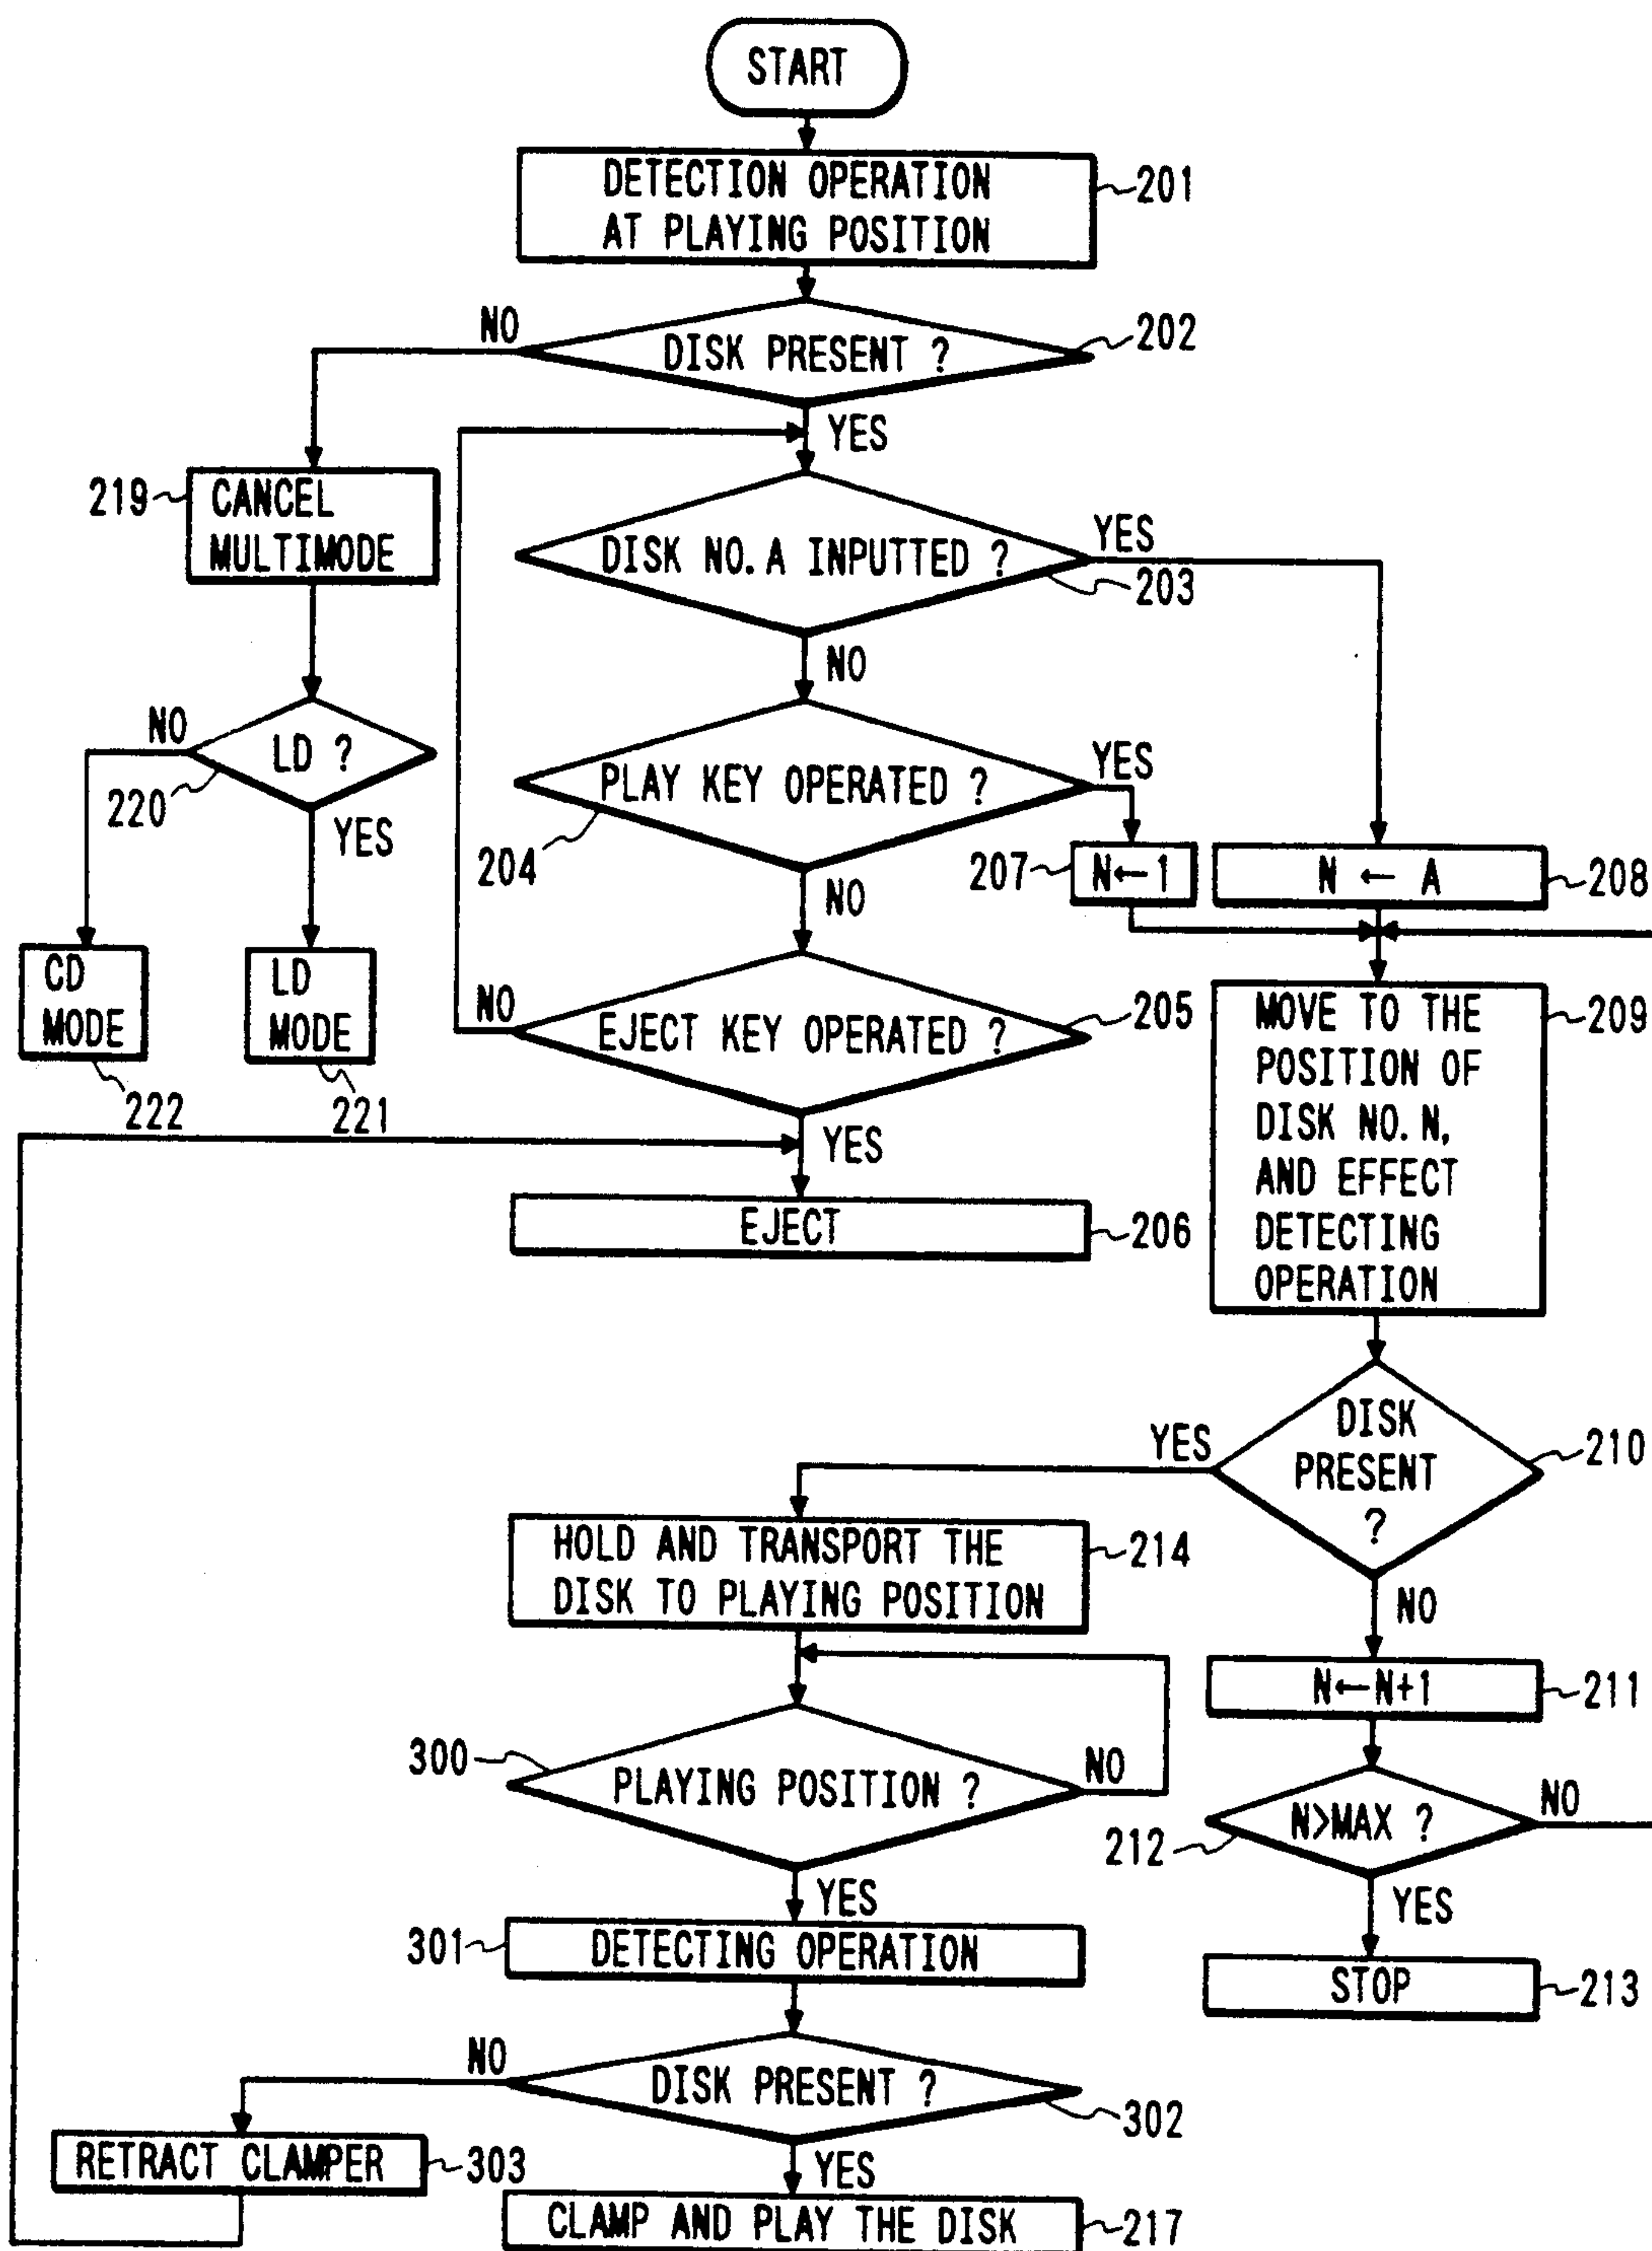 START
DETECTION OPERATION
AT PLAYING POSITION
201
NO
DISK PRESENT ?
202
YES
219
CANCEL
MULTIMODE
DISK NO. A INPUTTED ?
YES
203
NO
NO
LD ?
220
YES
PLAY KEY OPERATED ?
YES
204
NO
207
N←1
N ← A
208
CD
MODE
222
LD
MODE
221
NO
EJECT KEY OPERATED ?
205
YES
EJECT
206
MOVE TO THE
POSITION OF
DISK NO. N,
AND EFFECT
DETECTING
OPERATION
209
DISK
PRESENT
?
210
YES
NO
HOLD AND TRANSPORT THE
DISK TO PLAYING POSITION
214
N←N+1
211
300
PLAYING POSITION ?
NO
YES
N>MAX ?
212
NO
YES
301
DETECTING OPERATION
STOP
213
NO
DISK PRESENT ?
302
YES
RETRACT CLAMPER
303
CLAMP AND PLAY THE DISK
217